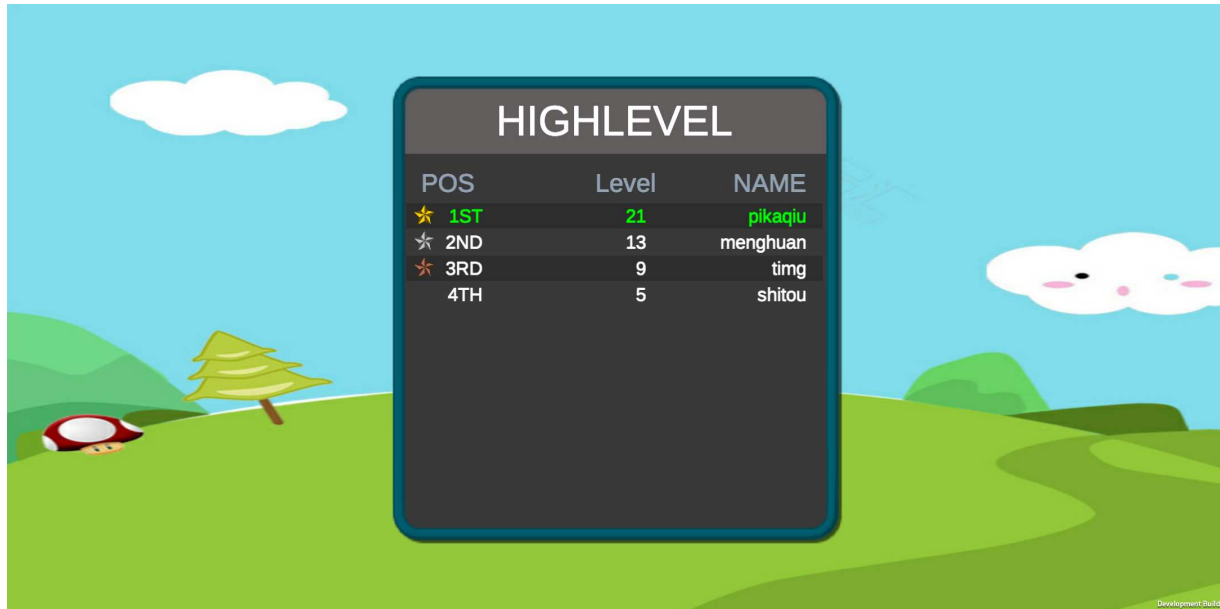 HIGHLEVEL
POS Level NAME
1ST 21 pikaqiu
2ND 13 menghuan
3RD 9 timg
4TH 5 shitou
Development Build